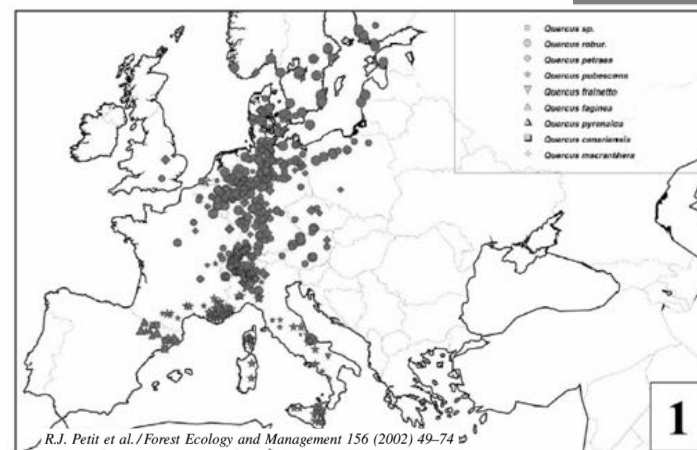 Quercus sp.
Quercus robur.
Quercus petraea
Quercus pubescens
Quercus frainetto
Quercus faginea
Quercus pyrenaica
Quercus canariensis
Quercus macranthera
1
R.J. Petit et al. / Forest Ecology and Management 156 (2002) 49–74